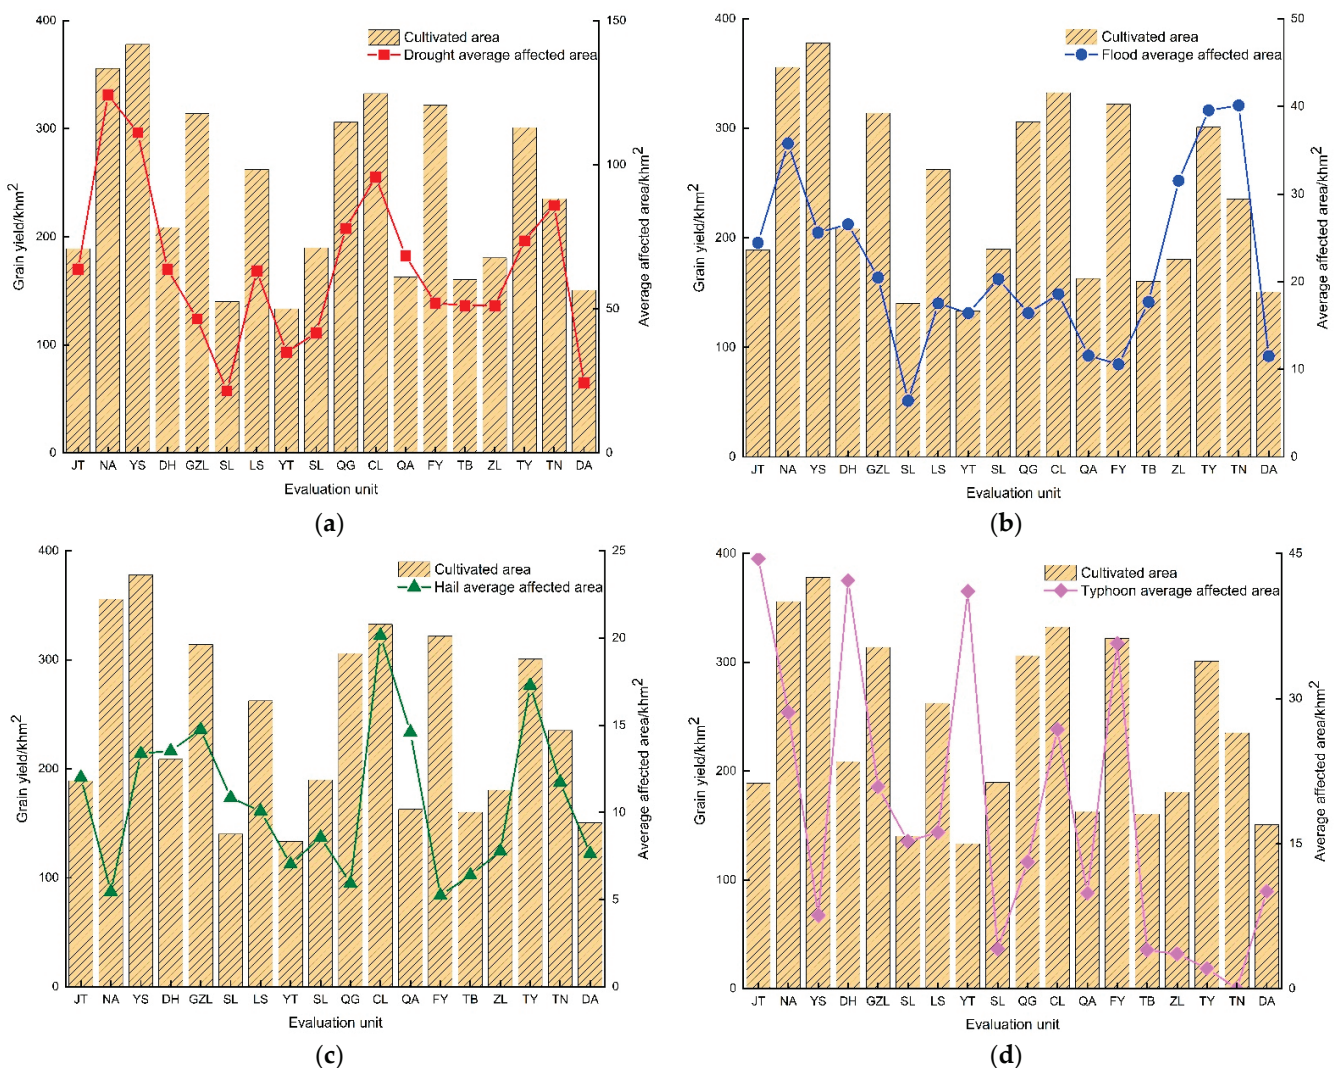 400
300
200
100
0
150
100
50
0
Grain yield/khm2
Average affected area/khm2
Cultivated area
Drought average affected area
JT NA YS DH GZL SL LS YT SL QG CL QA FY TB ZL TY TN DA
Evaluation unit
(a)
400
300
200
100
0
50
40
30
20
10
0
Grain yield/khm2
Average affected area/khm2
Cultivated area
Flood average affected area
JT NA YS DH GZL SL LS YT SL QG CL QA FY TB ZL TY TN DA
Evaluation unit
(b)
400
300
200
100
0
25
20
15
10
5
0
Grain yield/khm2
Average affected area/khm2
Cultivated area
Hail average affected area
JT NA YS DH GZL SL LS YT SL QG CL QA FY TB ZL TY TN DA
Evaluation unit
(c)
400
300
200
100
0
45
30
15
0
Grain yield/khm2
Average affected area/khm2
Cultivated area
Typhoon average affected area
JT NA YS DH GZL SL LS YT SL QG CL QA FY TB ZL TY TN DA
Evaluation unit
(d)